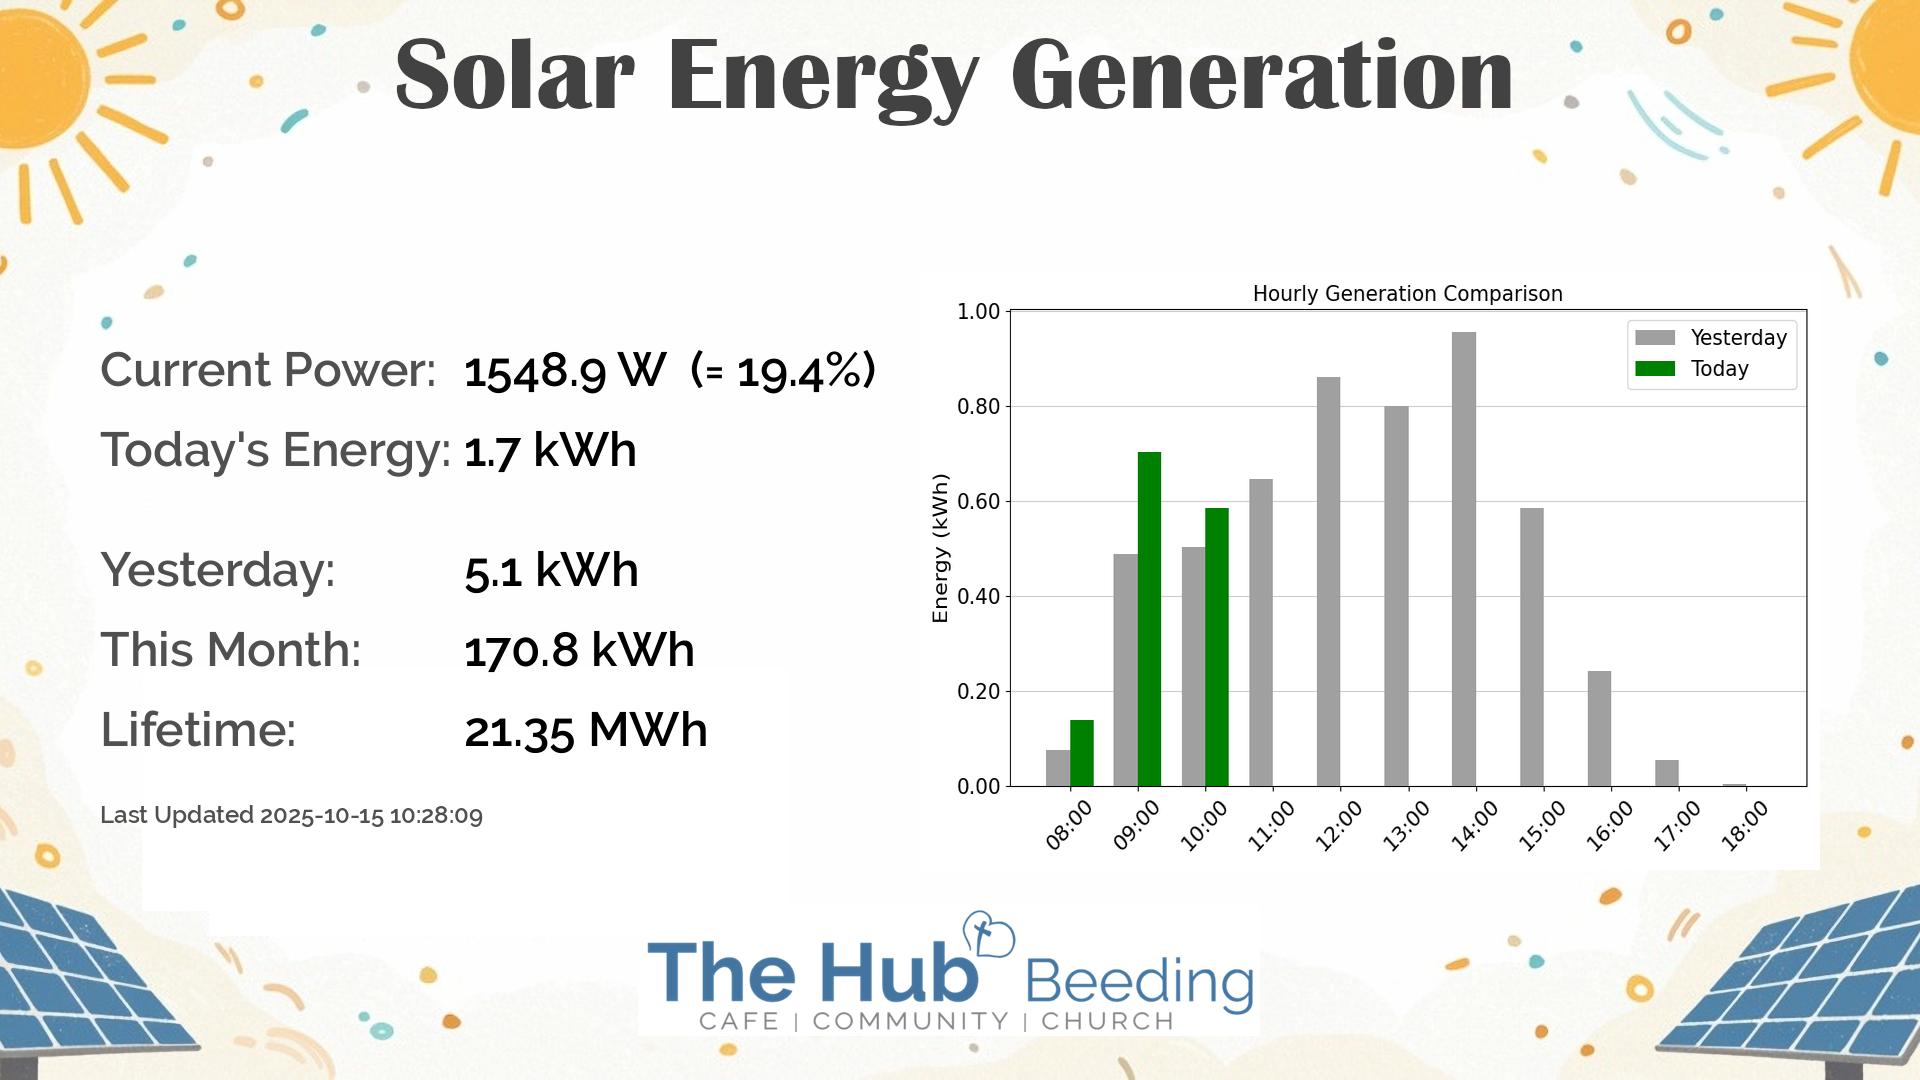 Solar Energy Generation
Current Power: 1548.9 W (= 19.4%)
Today's Energy: 1.7 kWh
Yesterday: 5.1 kWh
This Month: 170.8 kWh
Lifetime: 21.35 MWh
Last Updated 2025-10-15 10:28:09
Hourly Generation Comparison
Yesterday
Today
Energy (kWh)
1.00
0.80
0.60
0.40
0.20
0.00
08:00 09:00 10:00 11:00 12:00 13:00 14:00 15:00 16:00 17:00 18:00
The Hub Beeding
CAFE | COMMUNITY | CHURCH